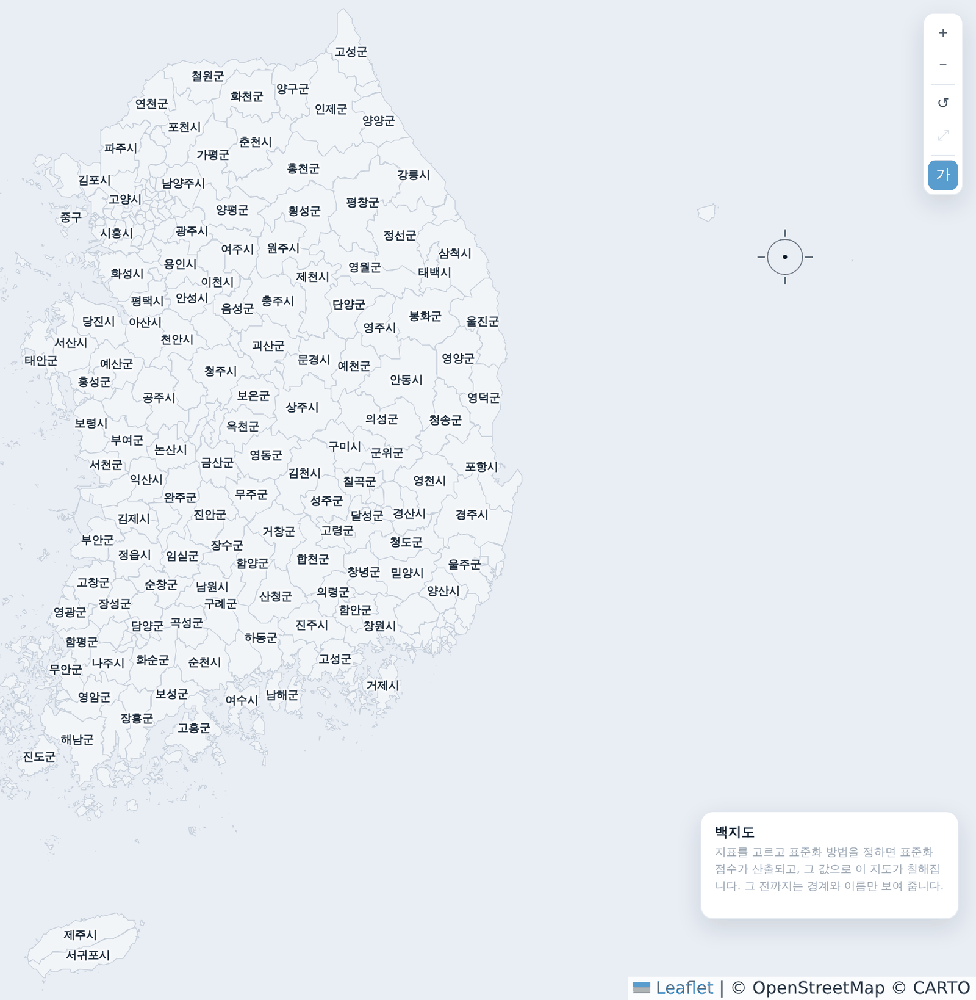 고성군
철원군
화천군
양구군
연천군
인제군
양양군
포천시
춘천시
파주시
가평군
홍천군
강릉시
김포시
남양주시
고양시
평창군
양평군
횡성군
중구
시흥시
광주시
정선군
여주시
원주시
삼척시
용인시
영월군
태백시
화성시
제천시
이천시
평택시
안성시
음성군
충주시
단양군
봉화군
당진시
아산시
영주시
울진군
천안시
서산시
괴산군
태안군
예산군
문경시
예천군
영양군
청주시
홍성군
안동시
공주시
보은군
상주시
영덕군
보령시
옥천군
의성군
청송군
부여군
논산시
구미시
군위군
영동군
서천군
금산군
김천시
포항시
익산시
칠곡군
영천시
완주군
무주군
성주군
진안군
달성군
경산시
경주시
김제시
거창군
고령군
부안군
장수군
청도군
정읍시
임실군
함양군
합천군
창녕군
밀양시
울주군
고창군
순창군
남원시
산청군
의령군
양산시
장성군
구례군
영광군
함안군
담양군
곡성군
진주시
창원시
함평군
하동군
나주시
화순군
순천시
고성군
무안군
거제시
영암군
보성군
여수시
남해군
장흥군
고흥군
해남군
진도군
제주시
서귀포시
+
−
↺
⤢
가
백지도
지표를 고르고 표준화 방법을 정하면 표준화
점수가 산출되고, 그 값으로 이 지도가 칠해집
니다. 그 전까지는 경계와 이름만 보여 줍니다.
Leaflet | © OpenStreetMap © CARTO